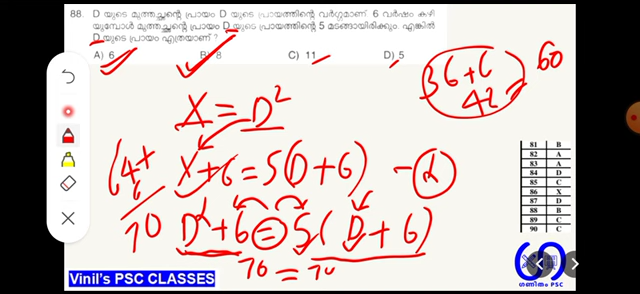 88. D യുടെ മുത്തച്ഛന്റെ പ്രായം D യുടെ പ്രായത്തിന്റെ വർഗ്ഗമാണ്. 6 വർഷം കഴി
യുമ്പോൾ മുത്തച്ഛന്റെ പ്രായം D യുടെ പ്രായത്തിന്റെ 5 മടങ്ങായിരിക്കും. എങ്കിൽ
D യുടെ പ്രായം എത്രയാണ് ?
A) 6 B) 8 C) 11 D) 5
36+6 60
42
X = D²
64+ X+6 = 5(D+6) - 2
6
70 D²+6 = 5(D+6)
70 = 70
81 B
82 A
83 A
84 D
85 C
86 X
87 D
88 B
89 C
90 C
Vinil's PSC CLASSES
ഗണിതം PSC